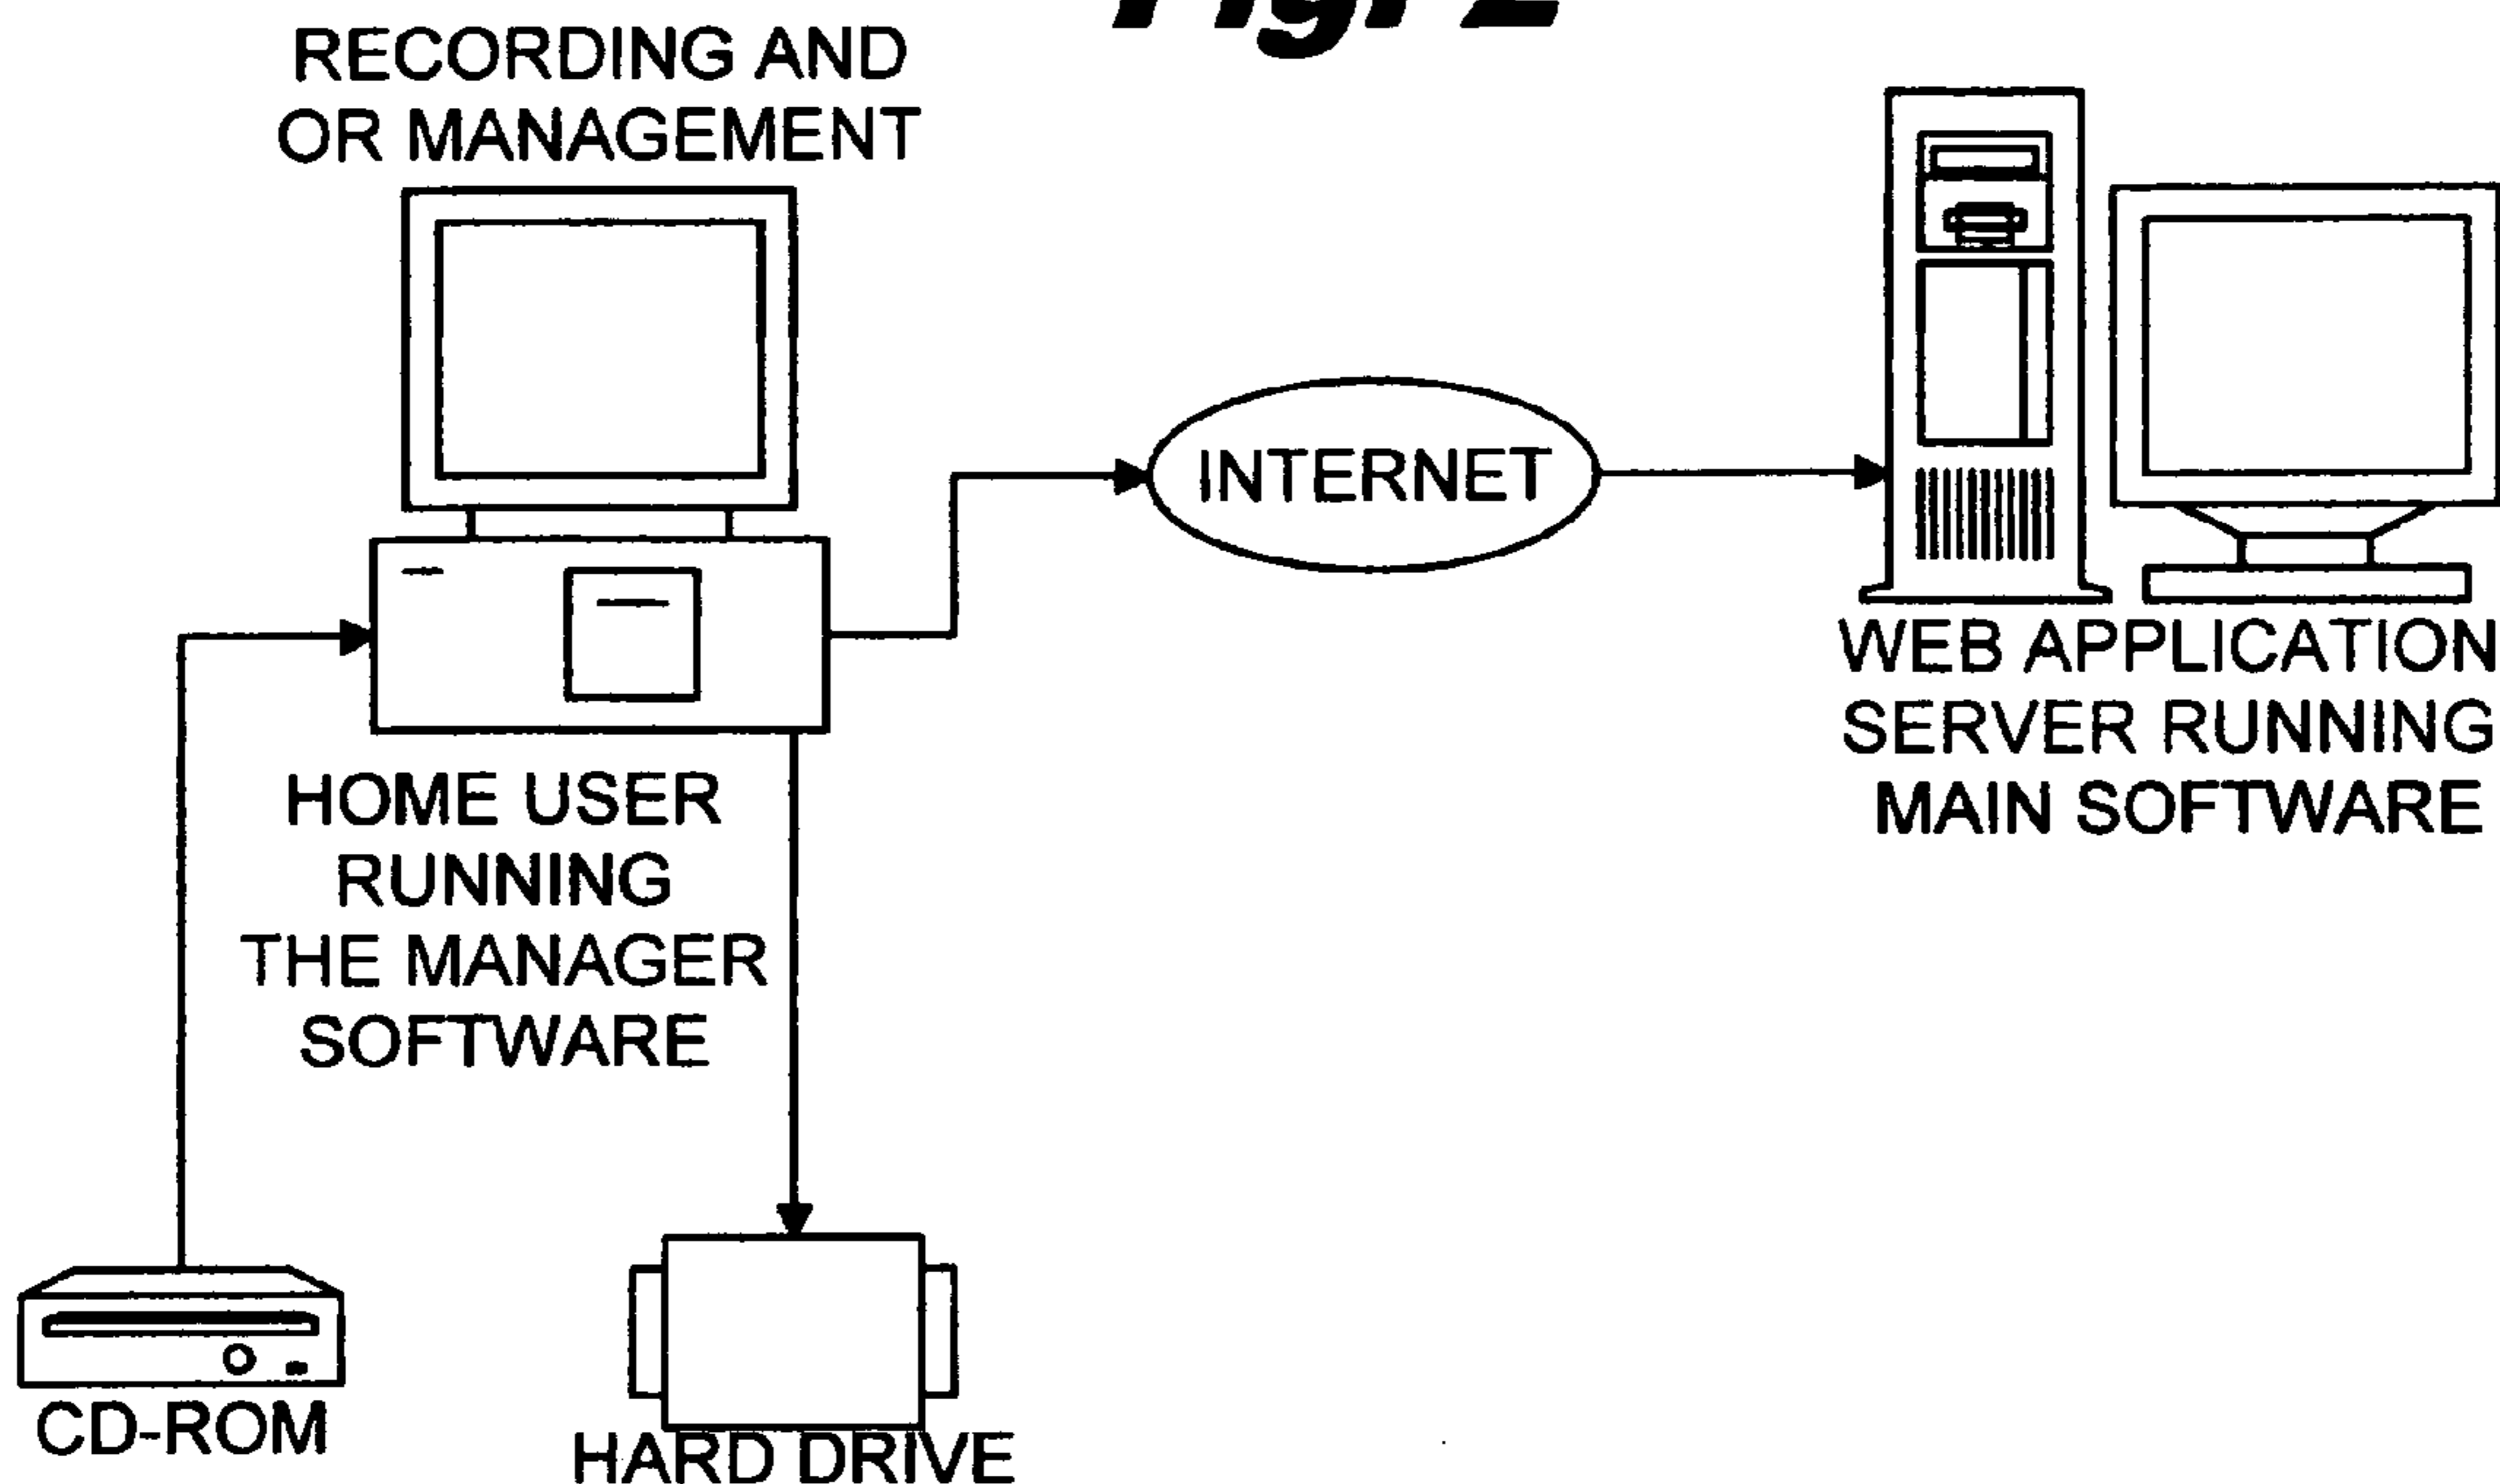 RECORDING AND
OR MANAGEMENT
INTERNET
WEB APPLICATION
SERVER RUNNING
MAIN SOFTWARE
HOME USER
RUNNING
THE MANAGER
SOFTWARE
CD-ROM
HARD DRIVE